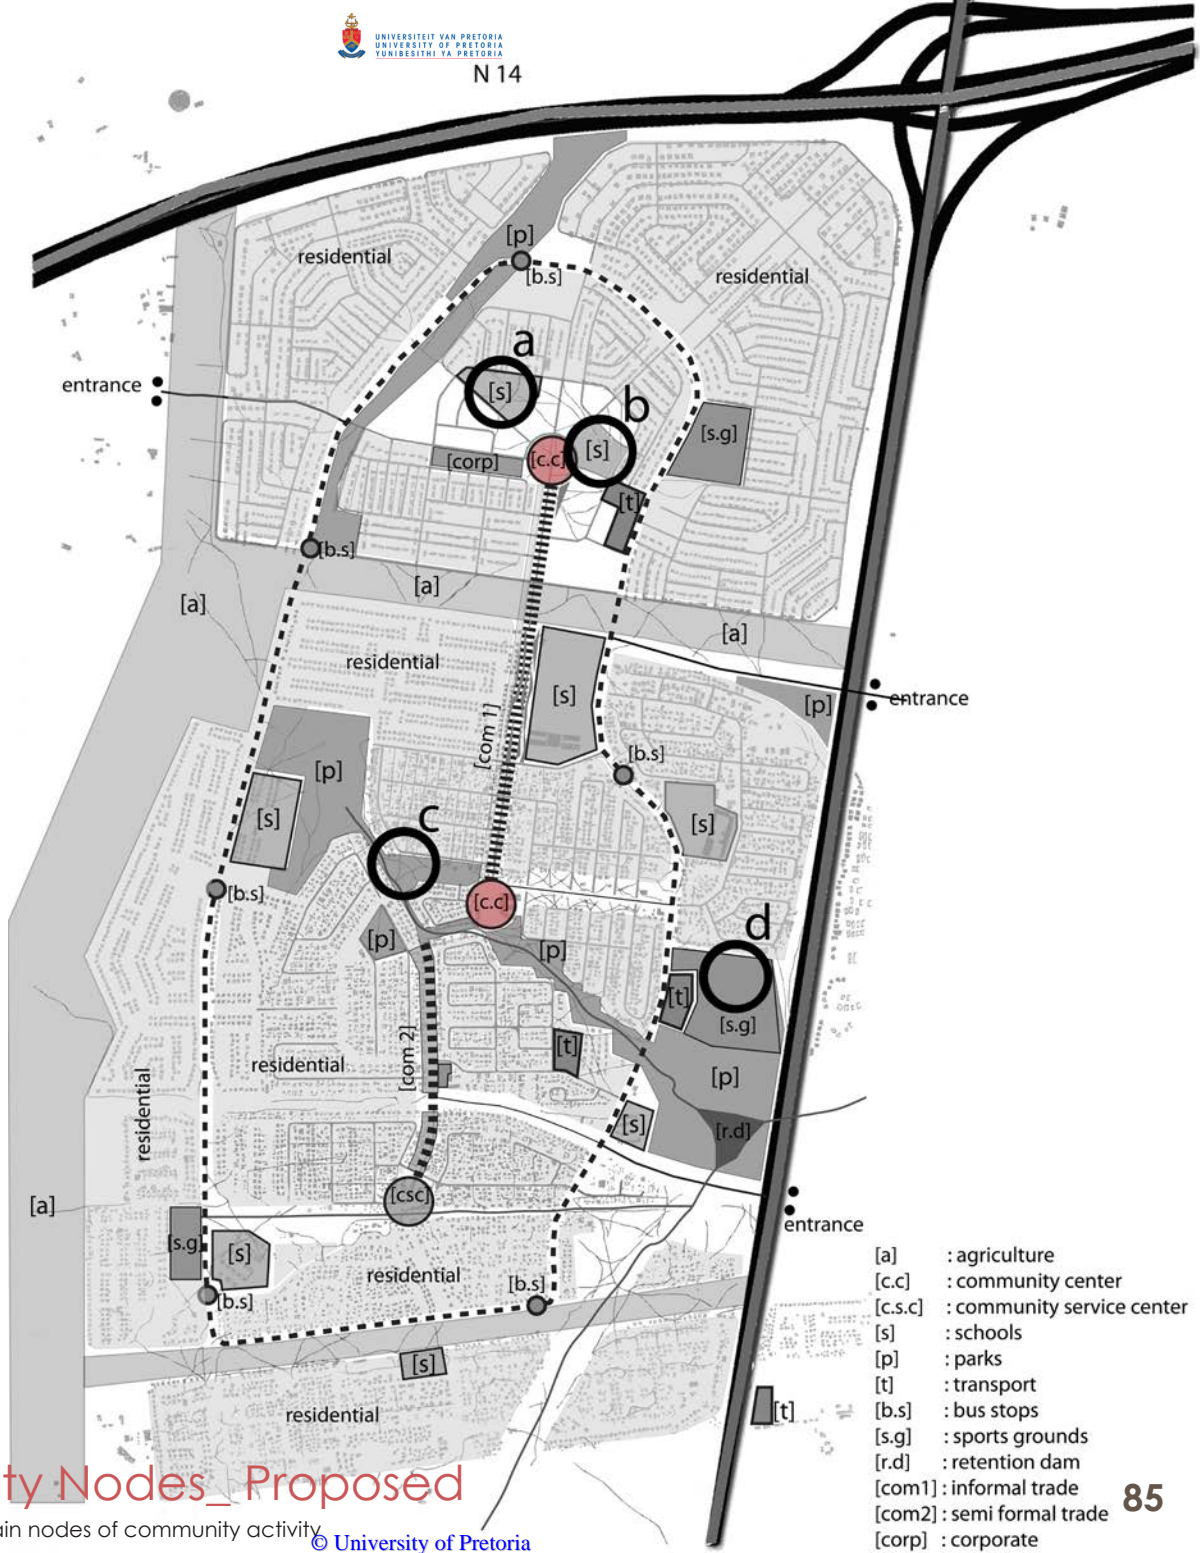 UNIVERSITEIT VAN PRETORIA
UNIVERSITY OF PRETORIA
YUNIBESITHI YA PRETORIA
N 14
[p]
residential
[b.s]
residential
a
entrance
[s]
b
[s.g]
[s]
[corp]
[c.c]
[t]
[b.s]
[a]
[a]
[a]
residential
[s]
entrance
[p]
[com 1]
[b.s]
[p]
[s]
[s]
c
[b.s]
[c.c]
d
[p]
[p]
[t]
[s.g]
[t]
[com 2]
residential
[p]
residential
[s]
[r.d]
[csc]
[a]
entrance
[s.g]
[s]
residential
[b.s]
[b.s]
[s]
residential
[t]
[a] : agriculture
[c.c] : community center
[c.s.c] : community service center
[s] : schools
[p] : parks
[t] : transport
[b.s] : bus stops
[s.g] : sports grounds
[r.d] : retention dam
[com1] : informal trade
[com2] : semi formal trade
[corp] : corporate
ty Nodes_ Proposed
85
ain nodes of community activity
© University of Pretoria